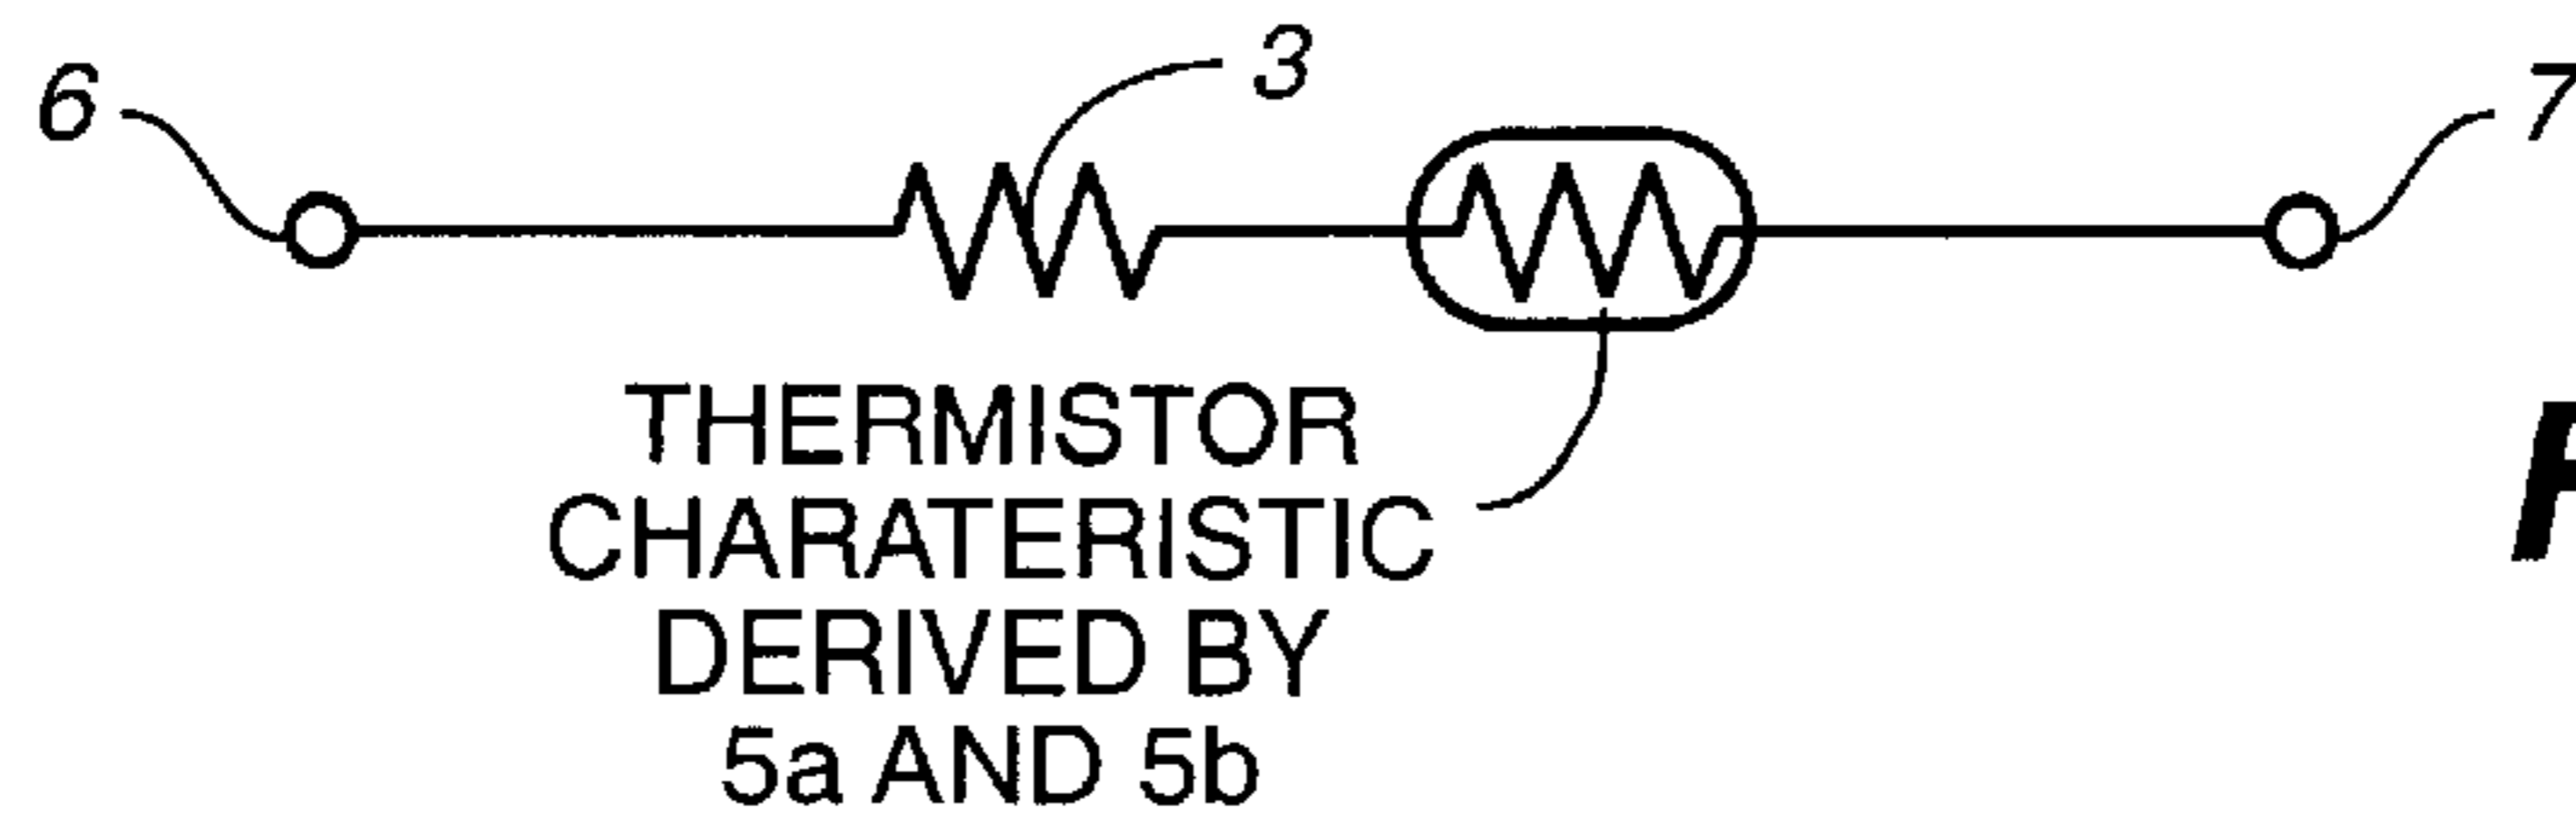 6
3
7
THERMISTOR
CHARATERISTIC
DERIVED BY
5a AND 5b